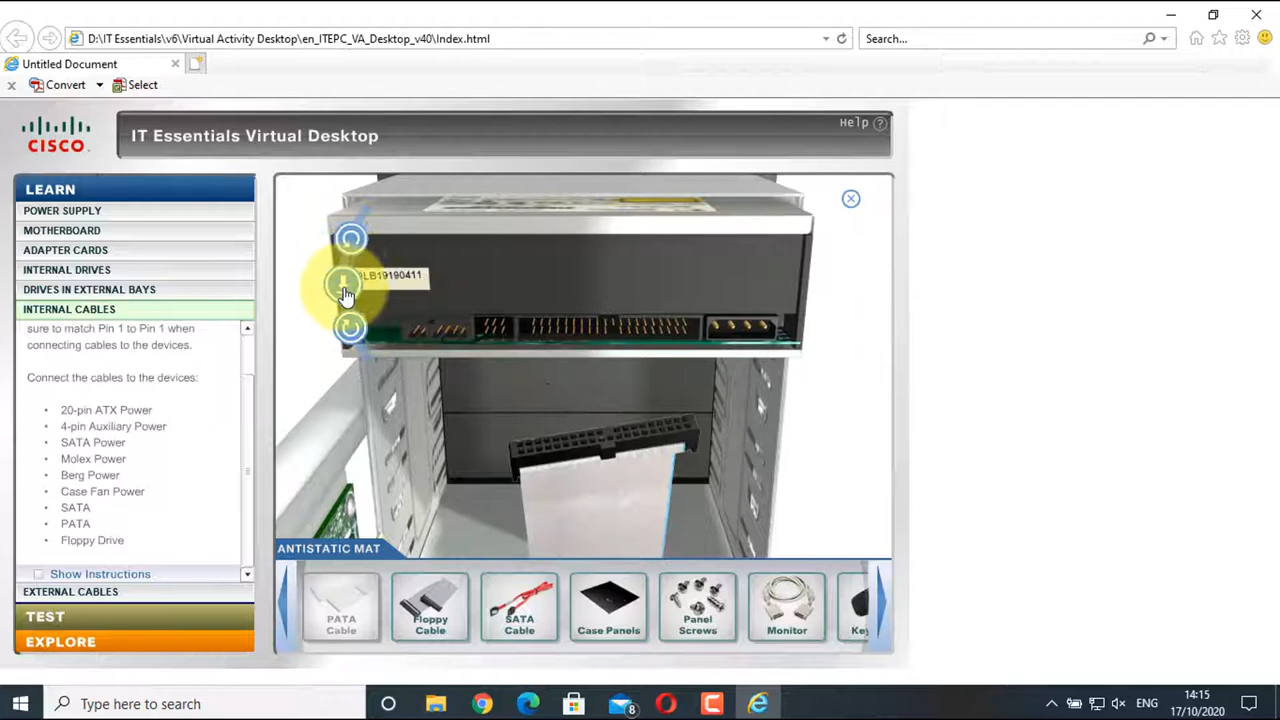 D:\IT Essentials\v6\Virtual Activity Desktop\en_ITEPC_VA_Desktop_v40\Index.html
Search...
Untitled Document
Convert
Select
CISCO
IT Essentials Virtual Desktop
Help ?
LEARN
POWER SUPPLY
MOTHERBOARD
ADAPTER CARDS
INTERNAL DRIVES
DRIVES IN EXTERNAL BAYS
INTERNAL CABLES
sure to match Pin 1 to Pin 1 when
connecting cables to the devices.
Connect the cables to the devices:
• 20-pin ATX Power
• 4-pin Auxiliary Power
• SATA Power
• Molex Power
• Berg Power
• Case Fan Power
• SATA
• PATA
• Floppy Drive
Show Instructions
EXTERNAL CABLES
TEST
EXPLORE
LB19190411
ANTISTATIC MAT
PATA Cable
Floppy Cable
SATA Cable
Case Panels
Panel Screws
Monitor
Key
Type here to search
8
ENG
14:15
17/10/2020